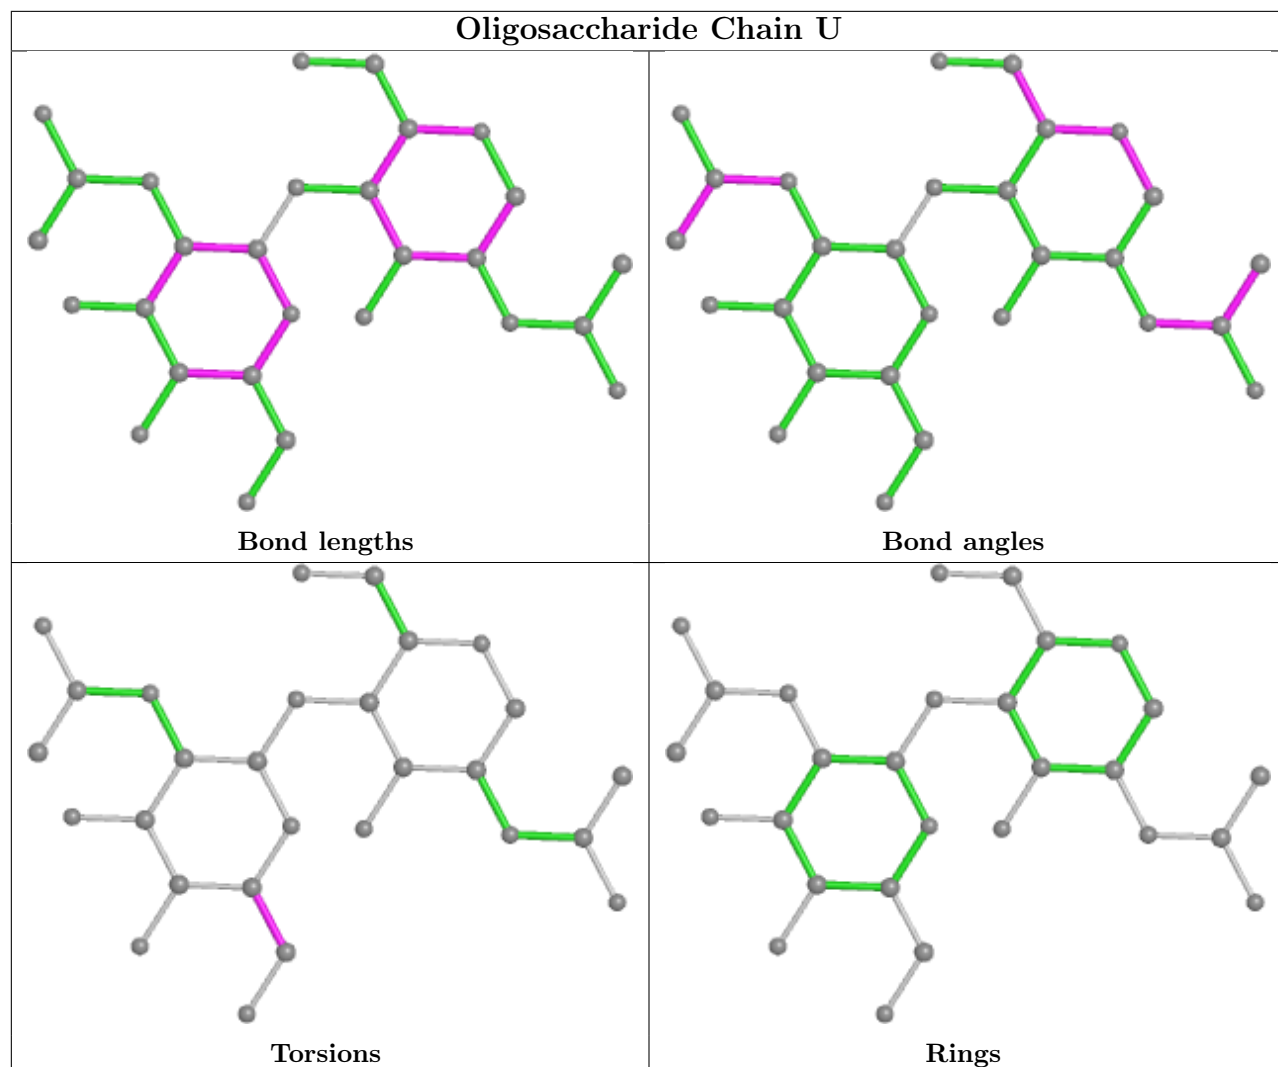 Oligosaccharide Chain U
Bond lengths
Bond angles
Torsions
Rings